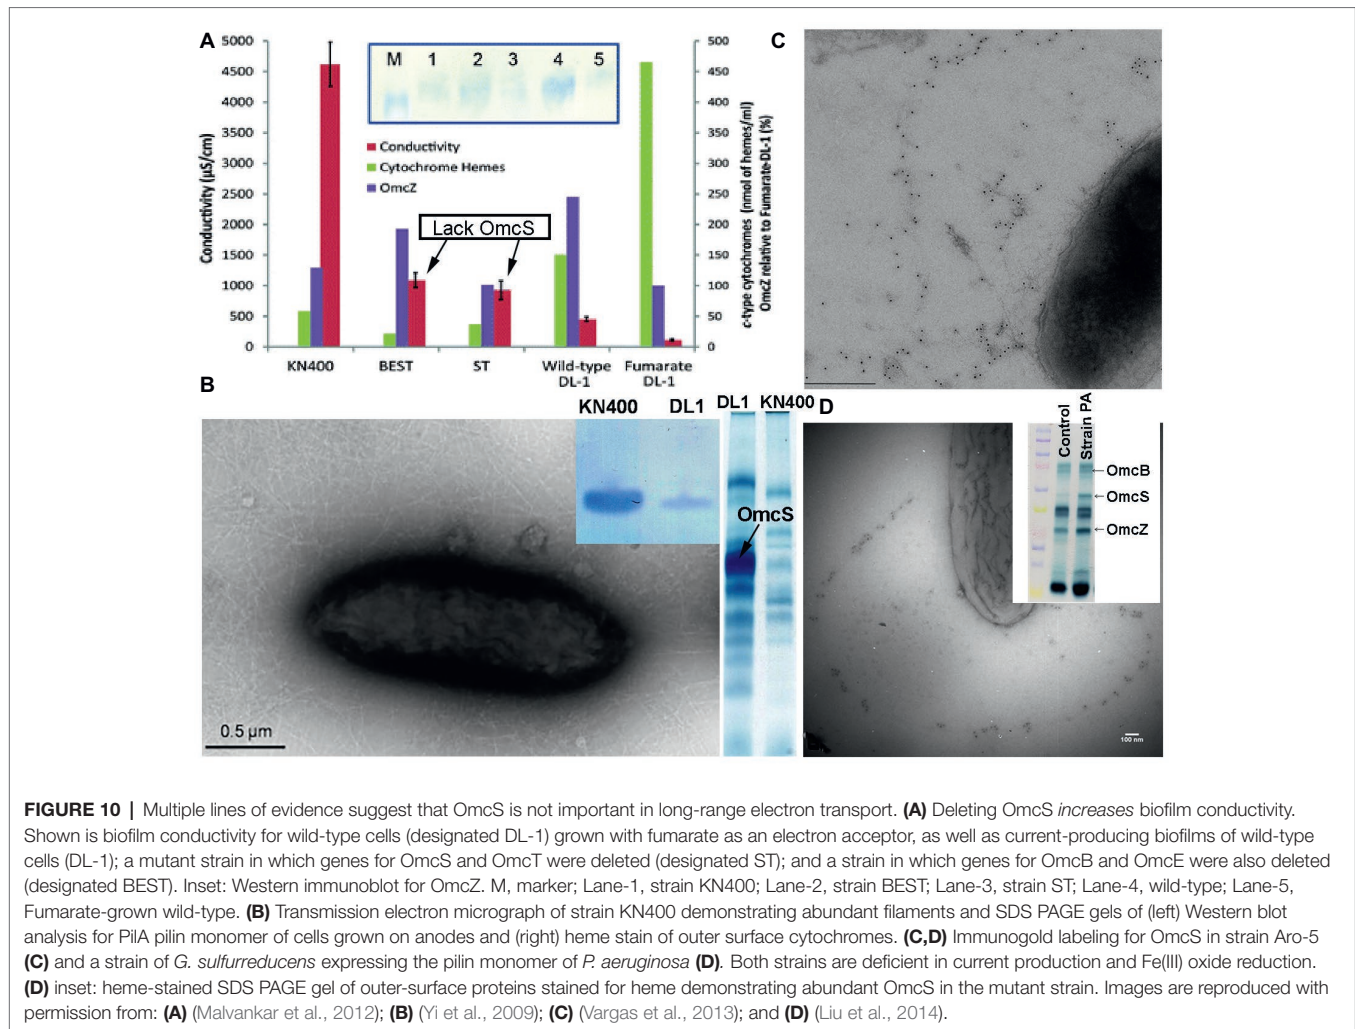 A
5000
4500
4000
3500
3000
2500
2000
1500
1000
500
0
Conductivity (µS/cm)
M 1 2 3 4 5
Conductivity
Cytochrome Hemes
OmcZ
Lack OmcS
500
450
400
350
300
250
200
150
100
50
0
c-type cytochromes (nmol of hemes/ml)
OmcZ relative to Fumarate-DL-1 (%)
KN400 BEST ST Wild-type Fumarate
DL-1 DL-1
C
B
KN400 DL1 DL1 KN400
OmcS
0.5 µm
D
Control
Strain PA
OmcB
OmcS
OmcZ
100 nm
FIGURE 10 | Multiple lines of evidence suggest that OmcS is not important in long-range electron transport. (A) Deleting OmcS increases biofilm conductivity.
Shown is biofilm conductivity for wild-type cells (designated DL-1) grown with fumarate as an electron acceptor, as well as current-producing biofilms of wild-type
cells (DL-1); a mutant strain in which genes for OmcS and OmcT were deleted (designated ST); and a strain in which genes for OmcB and OmcE were also deleted
(designated BEST). Inset: Western immunoblot for OmcZ. M, marker; Lane-1, strain KN400; Lane-2, strain BEST; Lane-3, strain ST; Lane-4, wild-type; Lane-5,
Fumarate-grown wild-type. (B) Transmission electron micrograph of strain KN400 demonstrating abundant filaments and SDS PAGE gels of (left) Western blot
analysis for PilA pilin monomer of cells grown on anodes and (right) heme stain of outer surface cytochromes. (C,D) Immunogold labeling for OmcS in strain Aro-5
(C) and a strain of G. sulfurreducens expressing the pilin monomer of P. aeruginosa (D). Both strains are deficient in current production and Fe(III) oxide reduction.
(D) inset: heme-stained SDS PAGE gel of outer-surface proteins stained for heme demonstrating abundant OmcS in the mutant strain. Images are reproduced with
permission from: (A) (Malvankar et al., 2012); (B) (Yi et al., 2009); (C) (Vargas et al., 2013); and (D) (Liu et al., 2014).